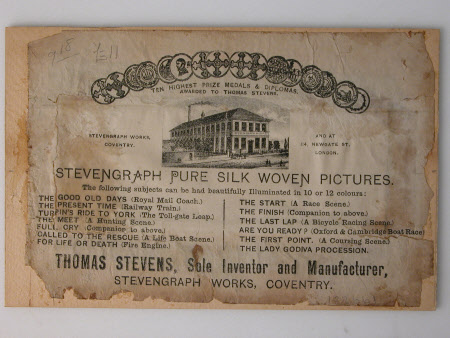 TEN HIGHEST PRIZE MEDALS & DIPLOMAS,
AWARDED TO THOMAS STEVENS.
STEVENGRAPH WORKS,
COVENTRY.
AND AT
NEWGATE ST.
LONDON.
STEVENGRAPH PURE SILK WOVEN PICTURES.
The following subjects can be had beautifully Illuminated in 10 or 12 colours:
THE GOOD OLD DAYS (Royal Mail Coach.)
THE PRESENT TIME (Railway Train.)
TURPIN'S RIDE TO YORK (The Toll-gate Leap.)
THE MEET (A Hunting Scene.)
FULL CRY (Companion to above.)
CALLED TO THE RESCUE (A Life Boat Scene.)
FOR LIFE OR DEATH (Fire Engine.)
THE START (A Race Scene.)
THE FINISH (Companion to above.)
THE LAST LAP (A Bicycle Racing Scene.)
ARE YOU READY? (Oxford & Cambridge Boat Race)
THE FIRST POINT. (A Coursing Scene.)
THE LADY GODIVA PROCESSION.
THOMAS STEVENS, Sole Inventor and Manufacturer,
STEVENGRAPH WORKS, COVENTRY.